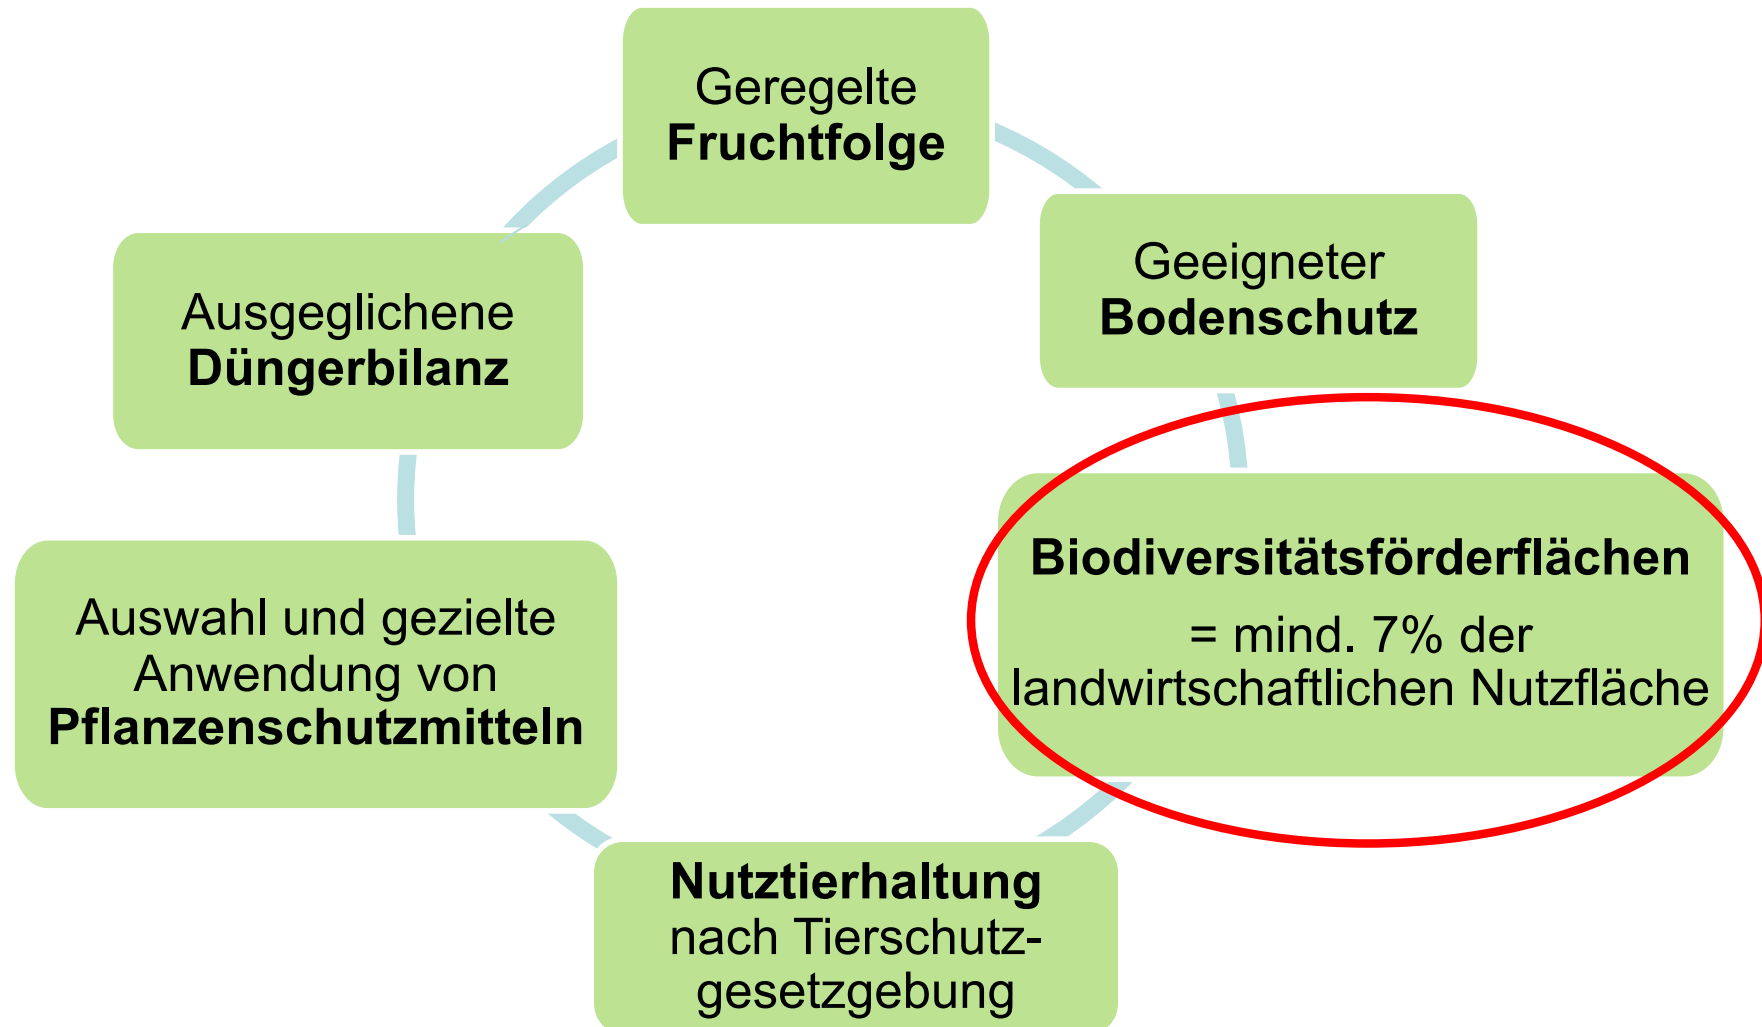 Geregelte
Fruchtfolge
Geeigneter
Bodenschutz
Biodiversitätsförderflächen
= mind. 7% der
landwirtschaftlichen Nutzfläche
Nutztierhaltung
nach Tierschutz-
gesetzgebung
Auswahl und gezielte
Anwendung von
Pflanzenschutzmitteln
Ausgeglichene
Düngerbilanz